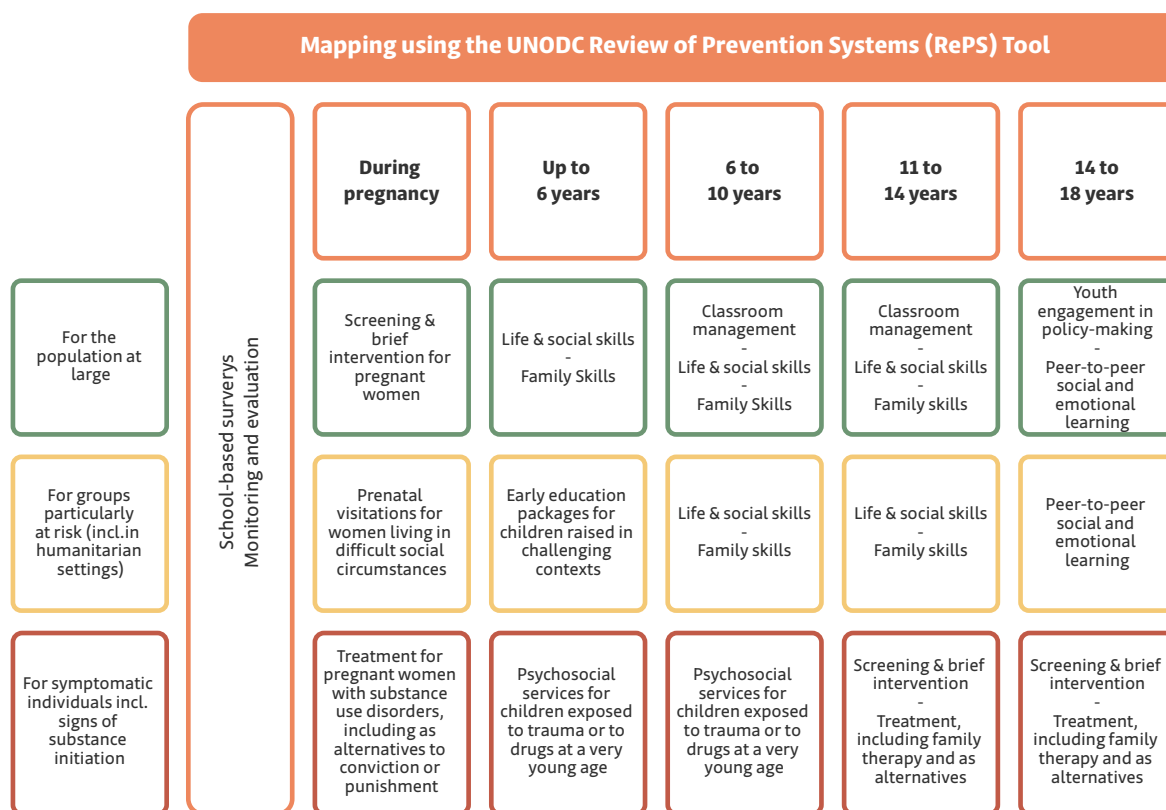 Mapping using the UNODC Review of Prevention Systems (RePS) Tool
During
pregnancy
Up to
6 years
6 to
10 years
11 to
14 years
14 to
18 years
School-based surverys
Monitoring and evaluation
For the
population at
large
Screening &
brief
intervention for
pregnant
women
Life & social skills
-
Family Skills
Classroom
management
-
Life & social skills
-
Family Skills
Classroom
management
-
Life & social skills
-
Family skills
Youth
engagement in
policy-making
-
Peer-to-peer
social and
emotional
learning
For groups
particularly
at risk (incl.in
humanitarian
settings)
Prenatal
visitations for
women living in
difficult social
circumstances
Early education
packages for
children raised in
challenging
contexts
Life & social skills
-
Family skills
Life & social skills
-
Family skills
Peer-to-peer
social and
emotional
learning
For symptomatic
individuals incl.
signs of
substance
initiation
Treatment for
pregnant women
with substance
use disorders,
including as
alternatives to
conviction or
punishment
Psychosocial
services for
children exposed
to trauma or to
drugs at a very
young age
Psychosocial
services for
children exposed
to trauma or to
drugs at a very
young age
Screening & brief
intervention
-
Treatment,
including family
therapy and as
alternatives
Screening & brief
intervention
-
Treatment,
including family
therapy and as
alternatives